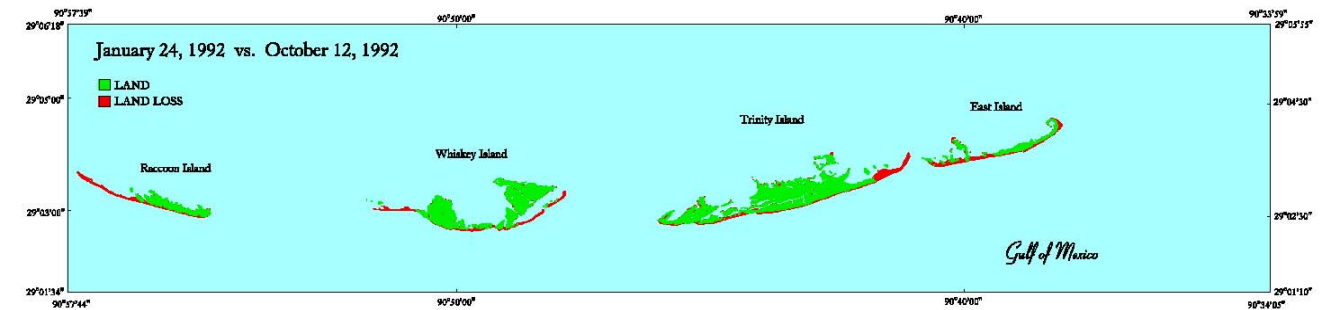 90°57'39" 90°50'00" 90°40'00" 90°33'59"
29°06'18" 29°05'55"
January 24, 1992 vs. October 12, 1992
LAND
LAND LOSS
29°05'00" 29°04'30"
East Island
Trinity Island
Whiskey Island
Raccoon Island
29°03'00" 29°02'30"
Gulf of Mexico
29°01'34" 29°01'10"
90°57'44" 90°50'00" 90°40'00" 90°34'05"